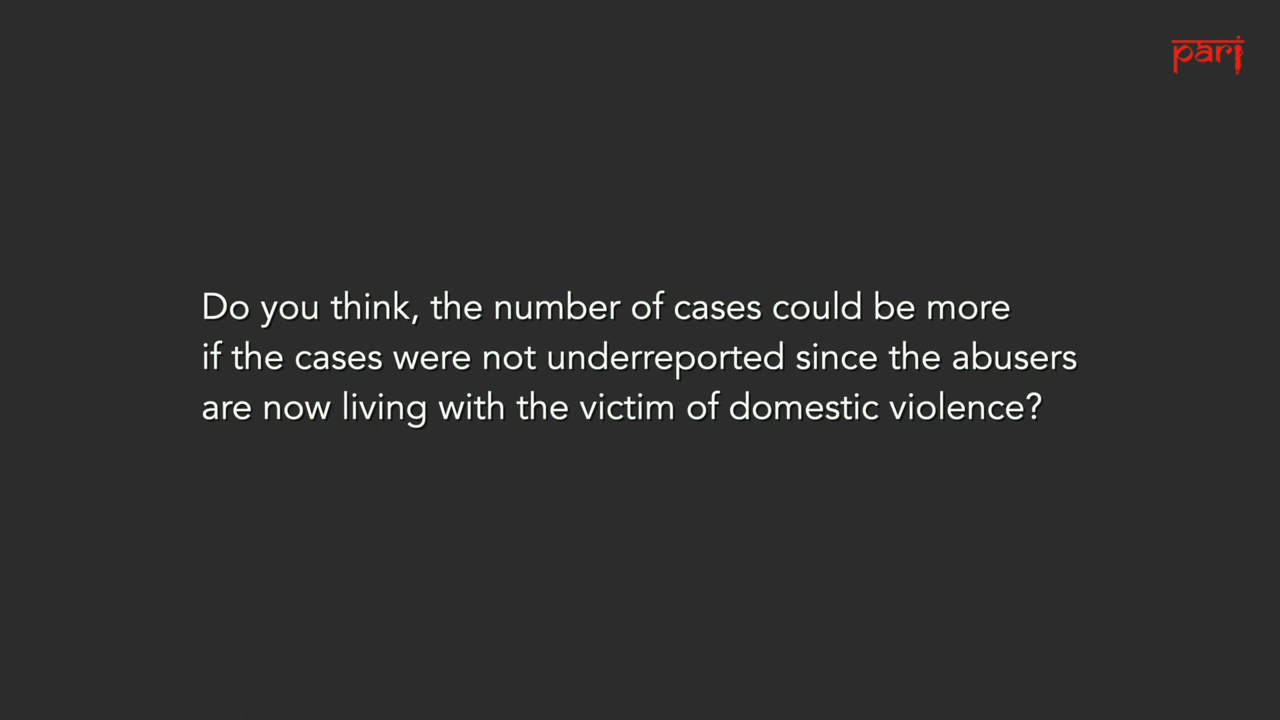 pari
Do you think, the number of cases could be more
if the cases were not underreported since the abusers
are now living with the victim of domestic violence?